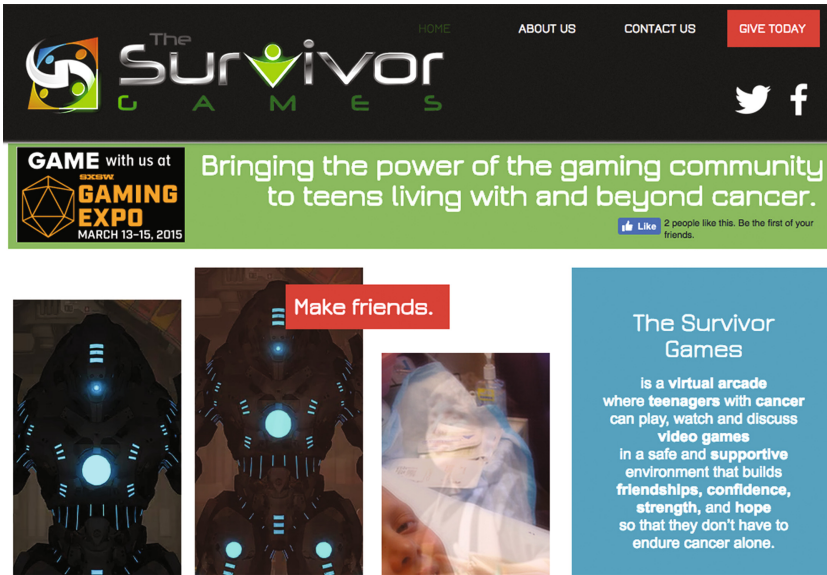 The
Survivor
GAMES
HOME
ABOUT US
CONTACT US
GIVE TODAY
GAME with us at
SXSW
GAMING
EXPO
MARCH 13-15, 2015
Bringing the power of the gaming community
to teens living with and beyond cancer.
Like
2 people like this. Be the first of your
friends.
Make friends.
The Survivor
Games
is a virtual arcade
where teenagers with cancer
can play, watch and discuss
video games
in a safe and supportive
environment that builds
friendships, confidence,
strength, and hope
so that they don't have to
endure cancer alone.